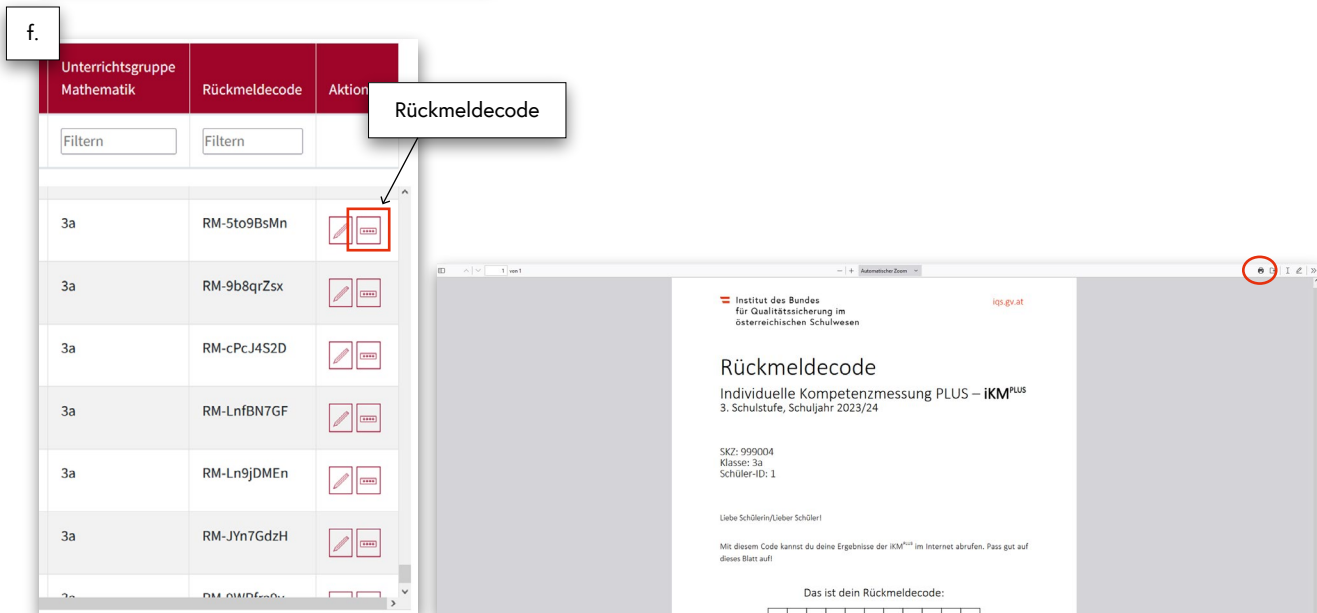 f.
Unterrichtsgruppe
Mathematik
Rückmeldecode
Aktion
Rückmeldecode
Filtern
Filtern
3a
RM-5to9BsMn
3a
RM-9b8qrZsx
3a
RM-cPcJ4S2D
3a
RM-LnfBN7GF
3a
RM-Ln9jDMEn
3a
RM-JYn7GdzH
1 von 1
Automatischer Zoom
Institut des Bundes
für Qualitätssicherung im
österreichischen Schulwesen
iqs.gv.at
Rückmeldecode
Individuelle Kompetenzmessung PLUS – iKMPLUS
3. Schulstufe, Schuljahr 2023/24
SKZ: 999004
Klasse: 3a
Schüler-ID: 1
Liebe Schülerin/Lieber Schüler!
Mit diesem Code kannst du deine Ergebnisse der iKMPLUS im Internet abrufen. Pass gut auf
dieses Blatt auf!
Das ist dein Rückmeldecode: